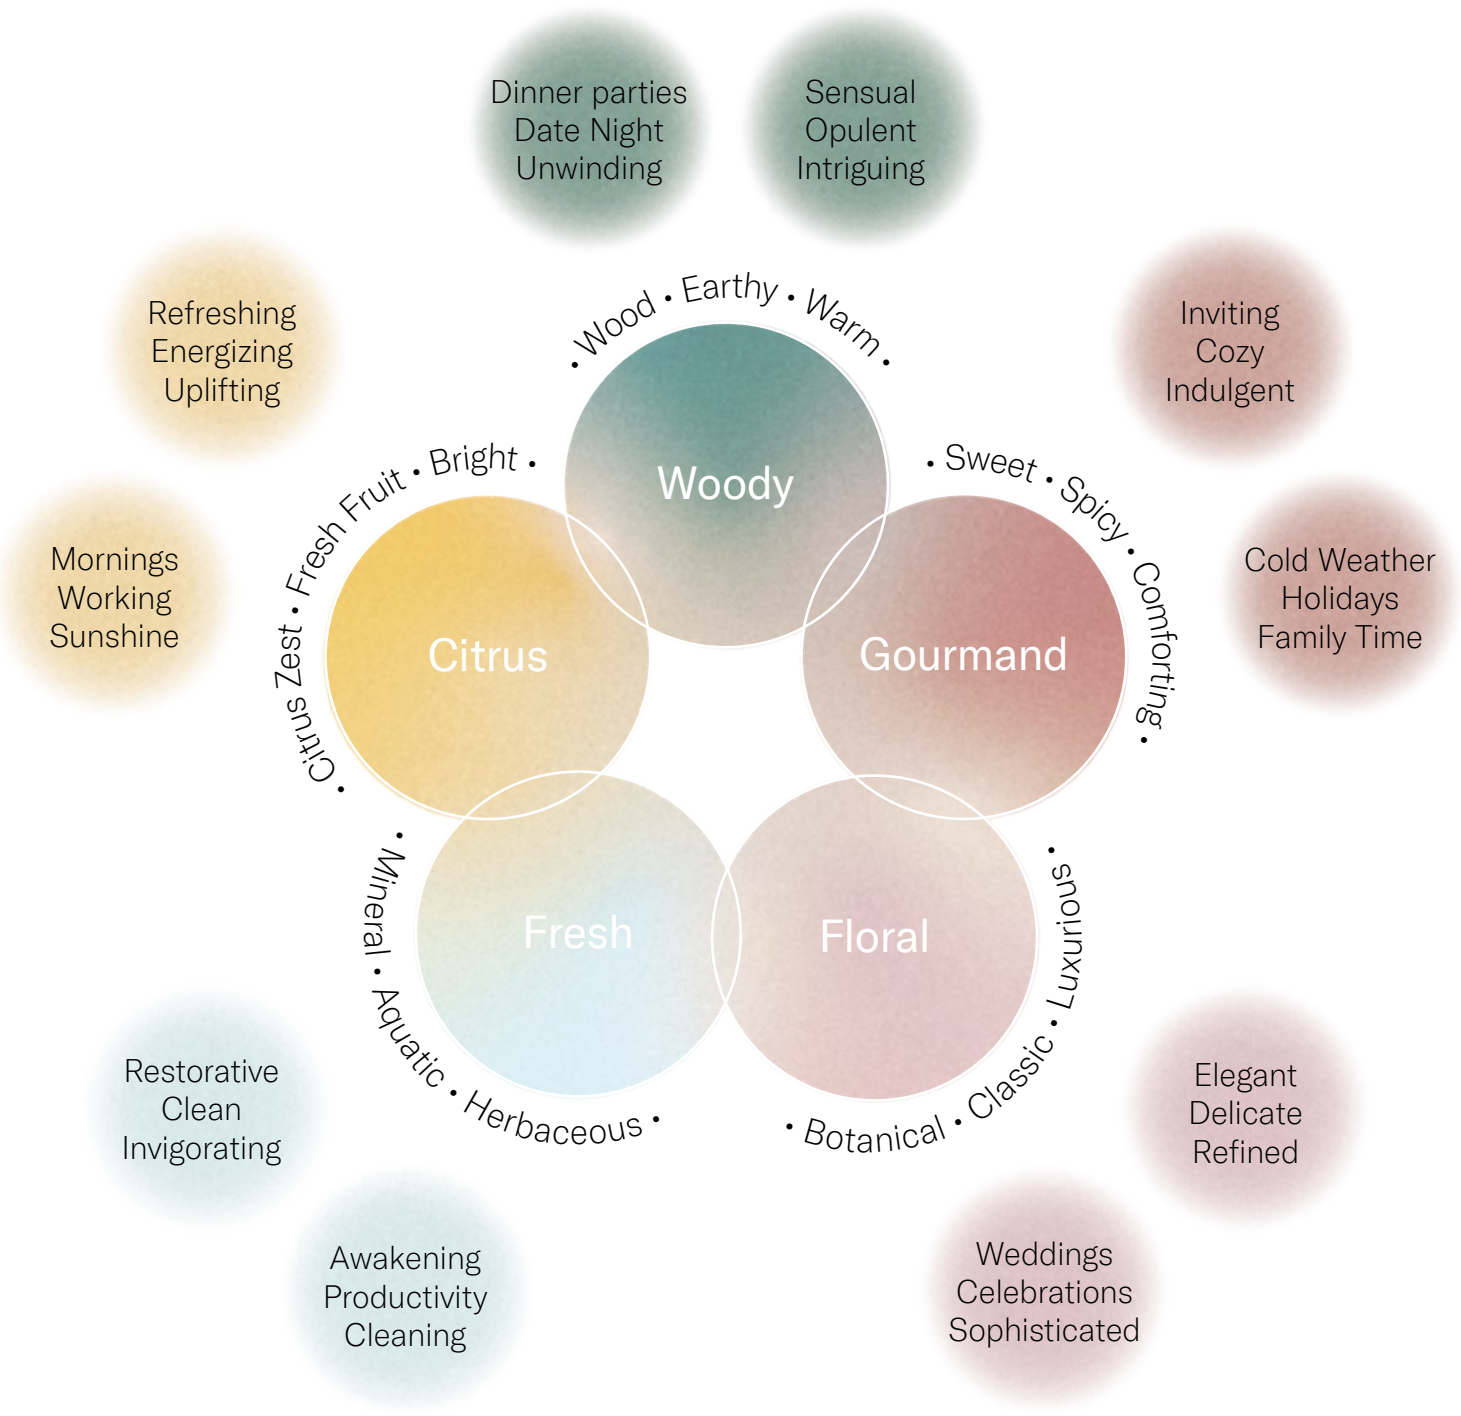 Dinner parties
Date Night
Unwinding
Sensual
Opulent
Intriguing
• Wood • Earthy • Warm •
Woody
Refreshing
Energizing
Uplifting
Mornings
Working
Sunshine
• Citrus Zest • Fresh Fruit • Bright •
Citrus
Inviting
Cozy
Indulgent
Cold Weather
Holidays
Family Time
• Sweet • Spicy • Comforting •
Gourmand
• Mineral • Aquatic • Herbaceous •
Fresh
Restorative
Clean
Invigorating
Awakening
Productivity
Cleaning
• Botanical • Classic • Luxnurious •
Floral
Elegant
Delicate
Refined
Weddings
Celebrations
Sophisticated